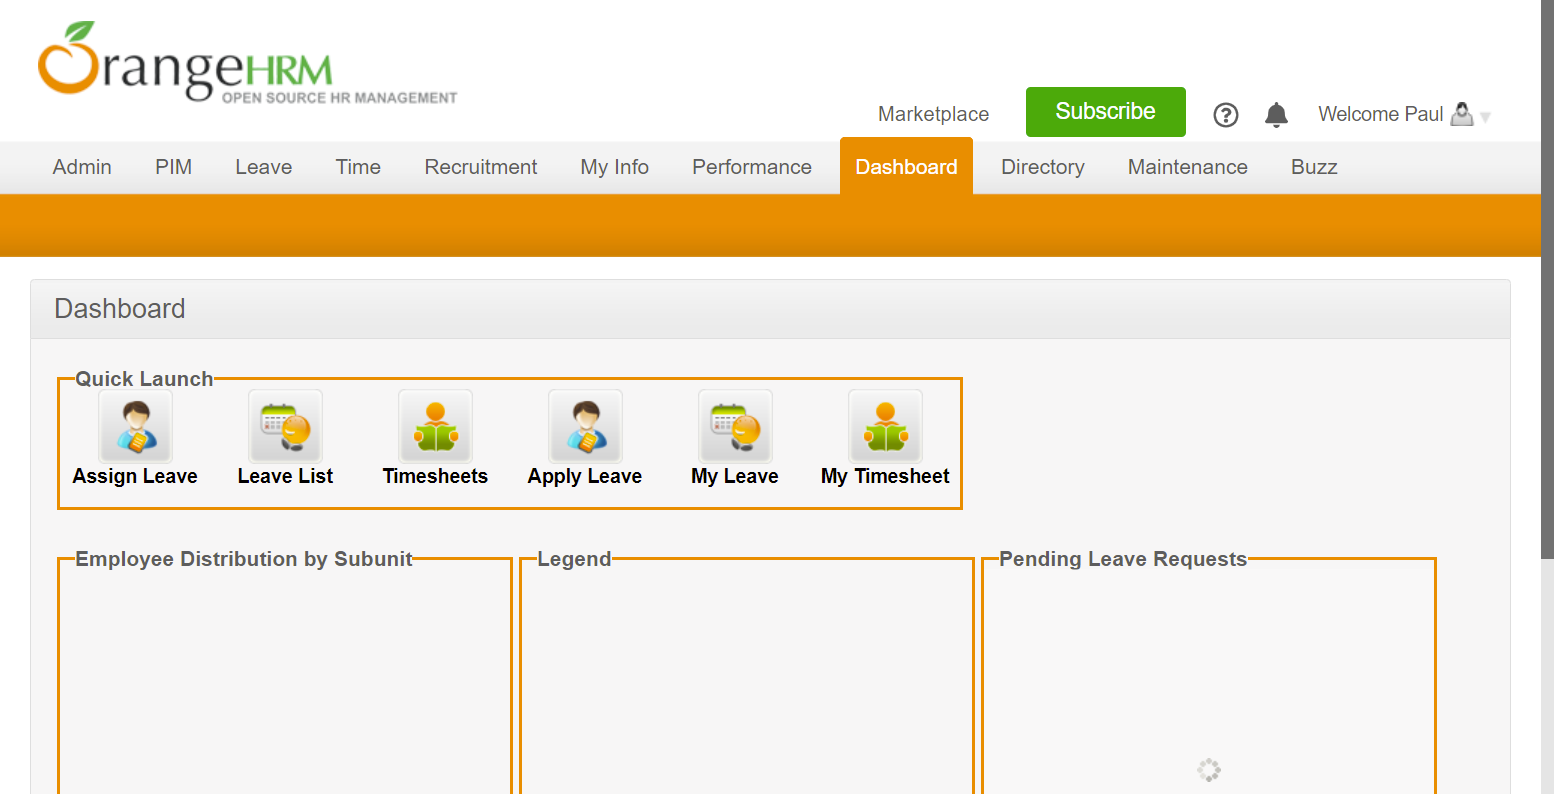 OrangeHRM
OPEN SOURCE HR MANAGEMENT
Marketplace Subscribe ? Welcome Paul
Admin PIM Leave Time Recruitment My Info Performance Dashboard Directory Maintenance Buzz
Dashboard
Quick Launch
Assign Leave Leave List Timesheets Apply Leave My Leave My Timesheet
Employee Distribution by Subunit Legend Pending Leave Requests